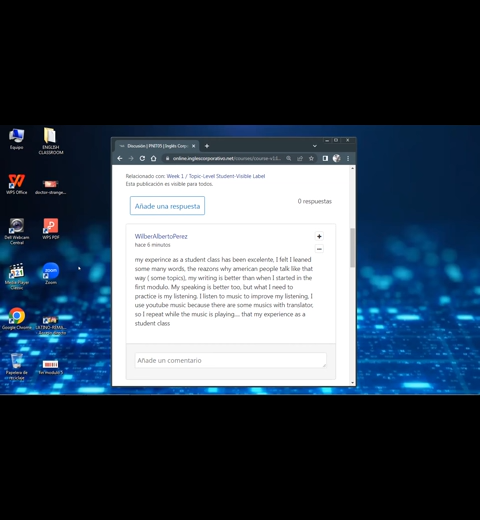 Equipo
ENGLISH
CLASSROOM
WPS Office
doctor-strange...
Dell Webcam
Central
WPS PDF
Media Player
Classic
Zoom
Google Chrome
LATINO-REMA...
Papelera de
reciclaje
Discusión | PNET05 | Inglés Corpo
online.inglescorporativo.net/courses/course-v1:I...
Relacionado con: Week 1 / Topic-Level Student-Visible Label
Esta publicación es visible para todos.
Añade una respuesta
0 respuestas
WilberAlbertoPerez
hace 6 minutos
my experince as a student class has been excelente, I felt I leaned
some many words, the reazons why american people talk like that
way ( some topics), my writing is better than when I started in the
first modulo. My speaking is better too, but what I need to
practice is my listening. I listen to music to improve my listening. I
use youtube music because there are some musics with translator,
so I repeat while the music is playing.... that my experience as a
student class
Añade un comentario